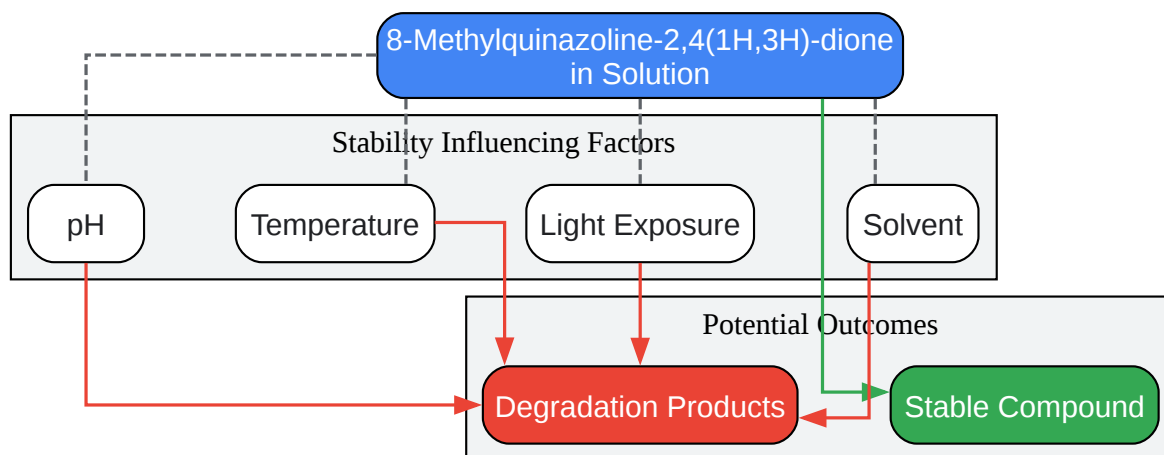 8-Methylquinazoline-2,4(1H,3H)-dione
in Solution
Stability Influencing Factors
pH
Temperature
Light Exposure
Solvent
Potential Outcomes
Degradation Products
Stable Compound